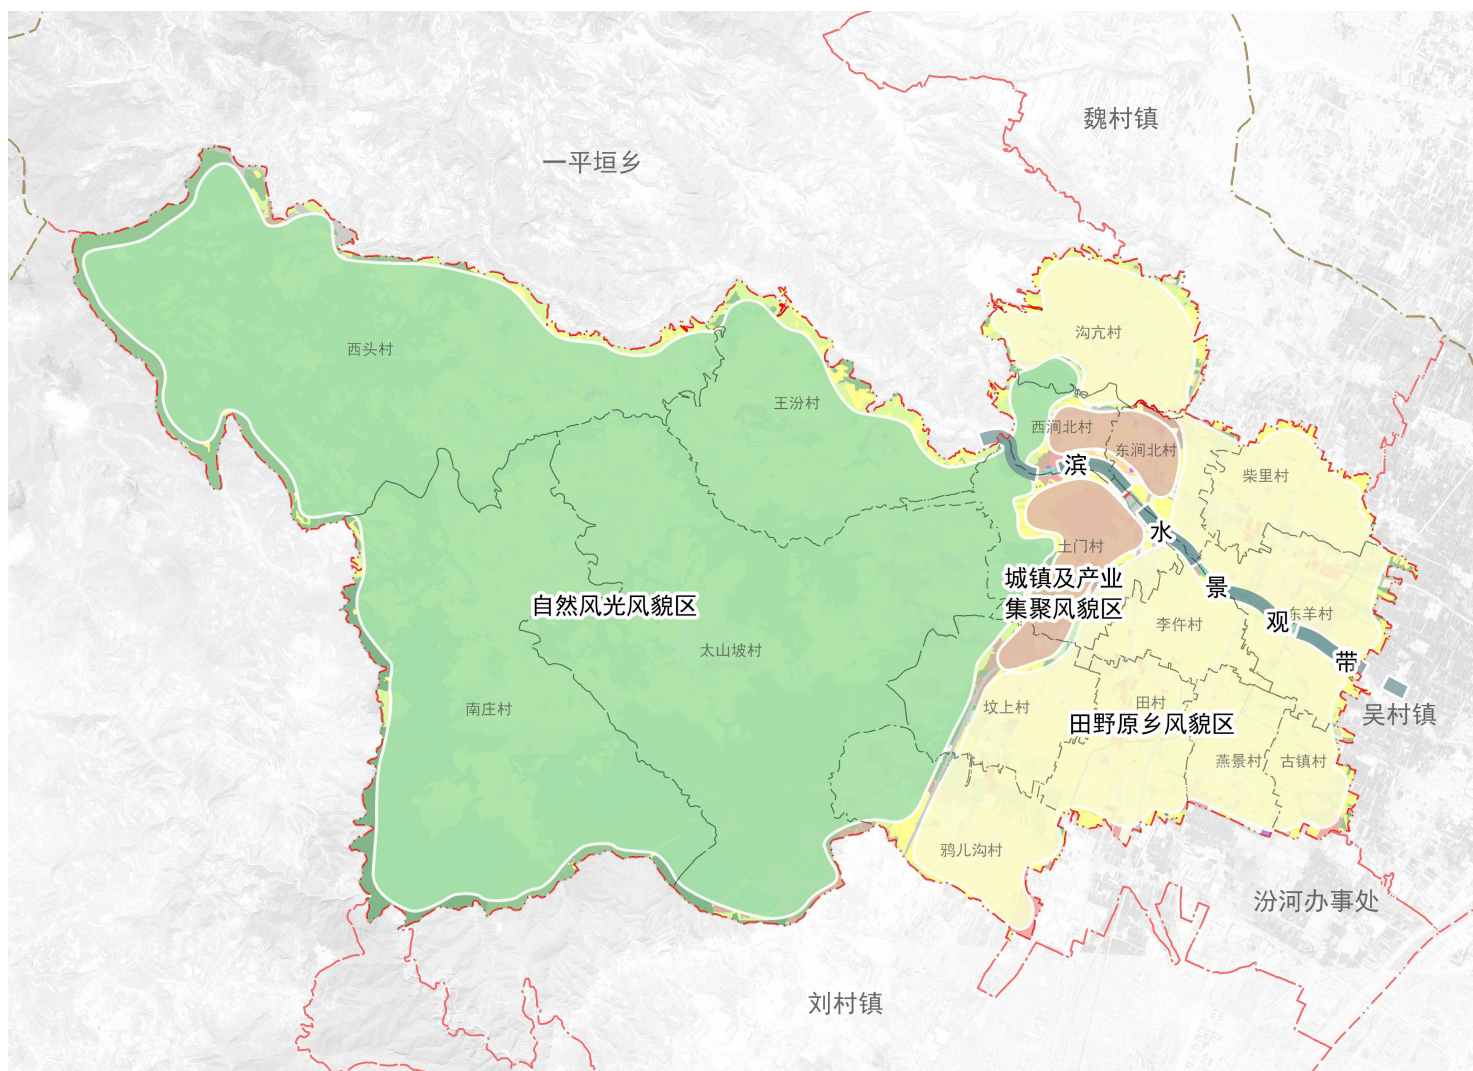 魏村镇
一平垣乡
沟亢村
西头村
王汾村
西涧北村
东涧北村
柴里村
滨水景观带
土门村
城镇及产业
集聚风貌区
自然风光风貌区
东羊村
李仵村
太山坡村
南庄村
坟上村
田村
田野原乡风貌区
吴村镇
燕景村
古镇村
鸦儿沟村
汾河办事处
刘村镇